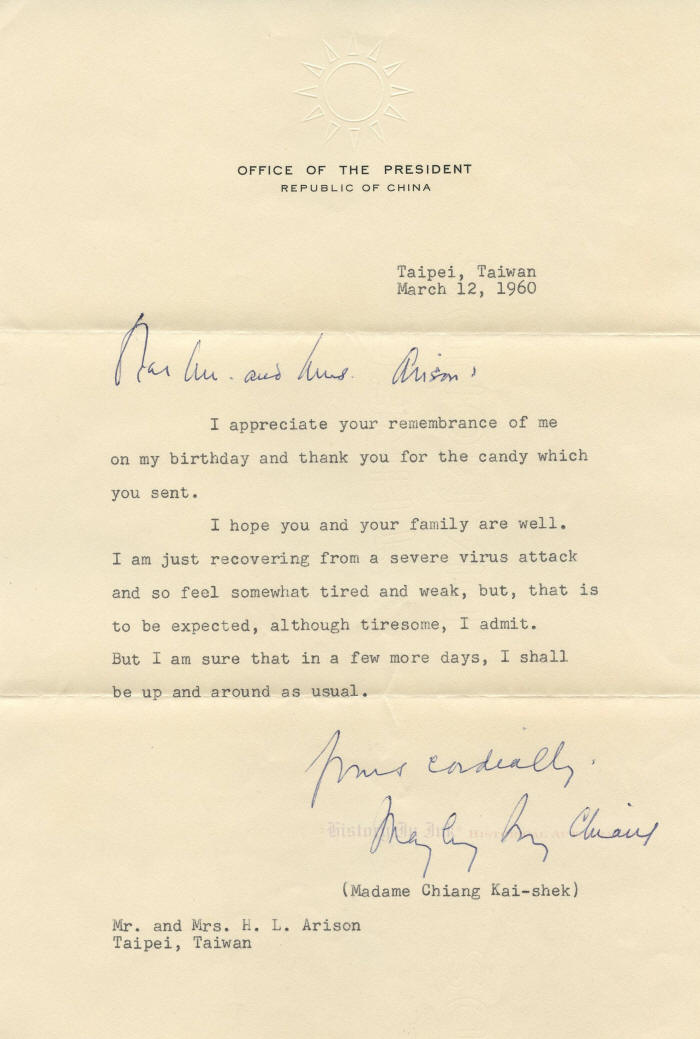 OFFICE OF THE PRESIDENT
REPUBLIC OF CHINA
Taipei, Taiwan
March 12, 1960
Dear Mr. and Mrs. Arison,
I appreciate your remembrance of me
on my birthday and thank you for the candy which
you sent.
I hope you and your family are well.
I am just recovering from a severe virus attack
and so feel somewhat tired and weak, but, that is
to be expected, although tiresome, I admit.
But I am sure that in a few more days, I shall
be up and around as usual.
Yours cordially,
History In Ink
Mayling Soong Chiang
(Madame Chiang Kai-shek)
Mr. and Mrs. H. L. Arison
Taipei, Taiwan